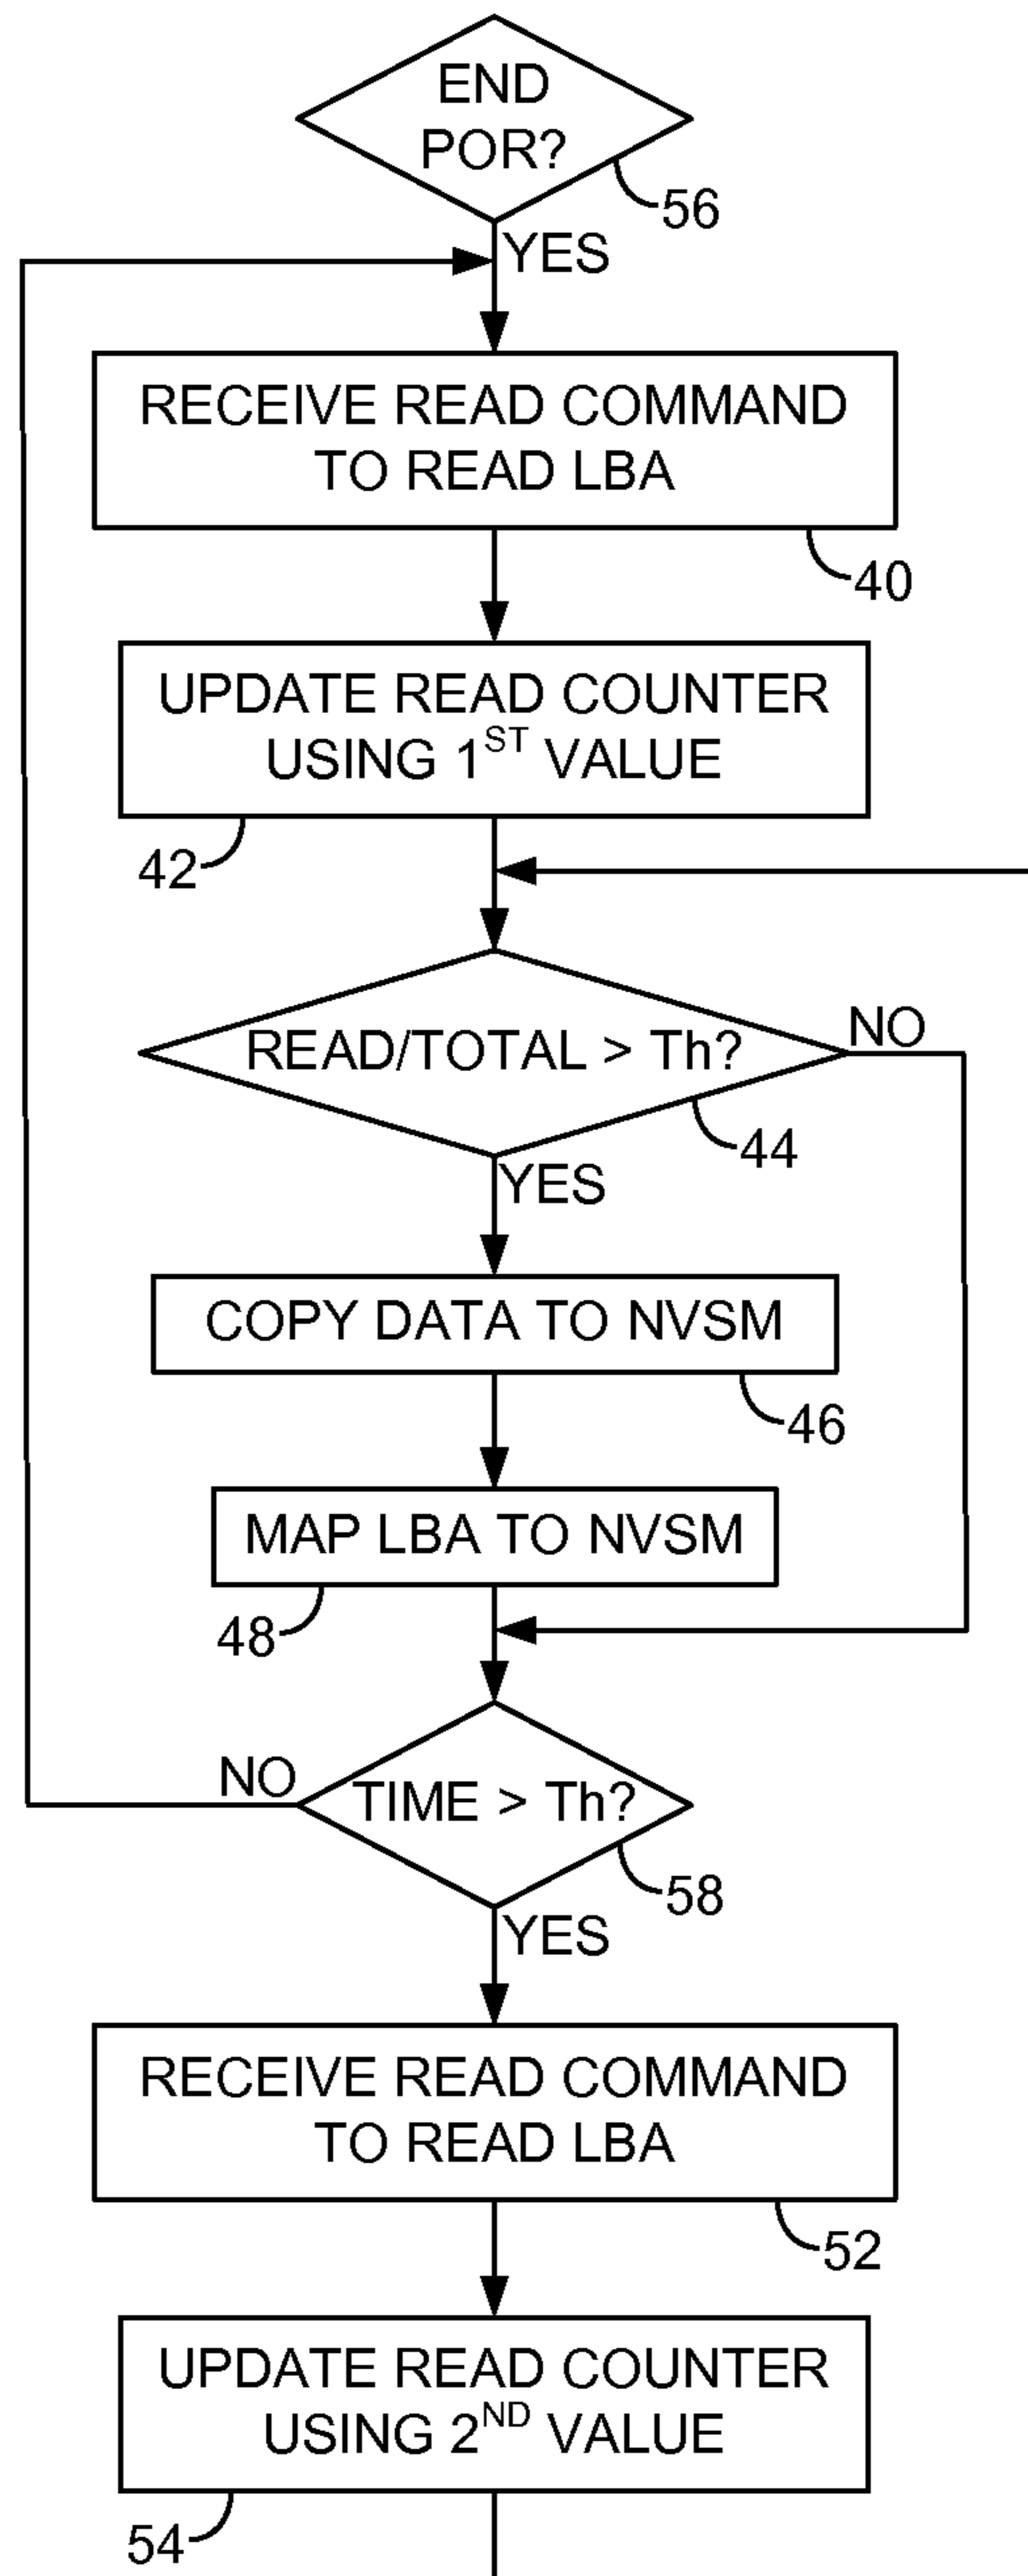 END
POR?
56
YES
RECEIVE READ COMMAND
TO READ LBA
40
UPDATE READ COUNTER
USING 1ST VALUE
42
READ/TOTAL > Th?
NO
44
YES
COPY DATA TO NVSM
46
MAP LBA TO NVSM
48
NO
TIME > Th?
58
YES
RECEIVE READ COMMAND
TO READ LBA
52
UPDATE READ COUNTER
USING 2ND VALUE
54